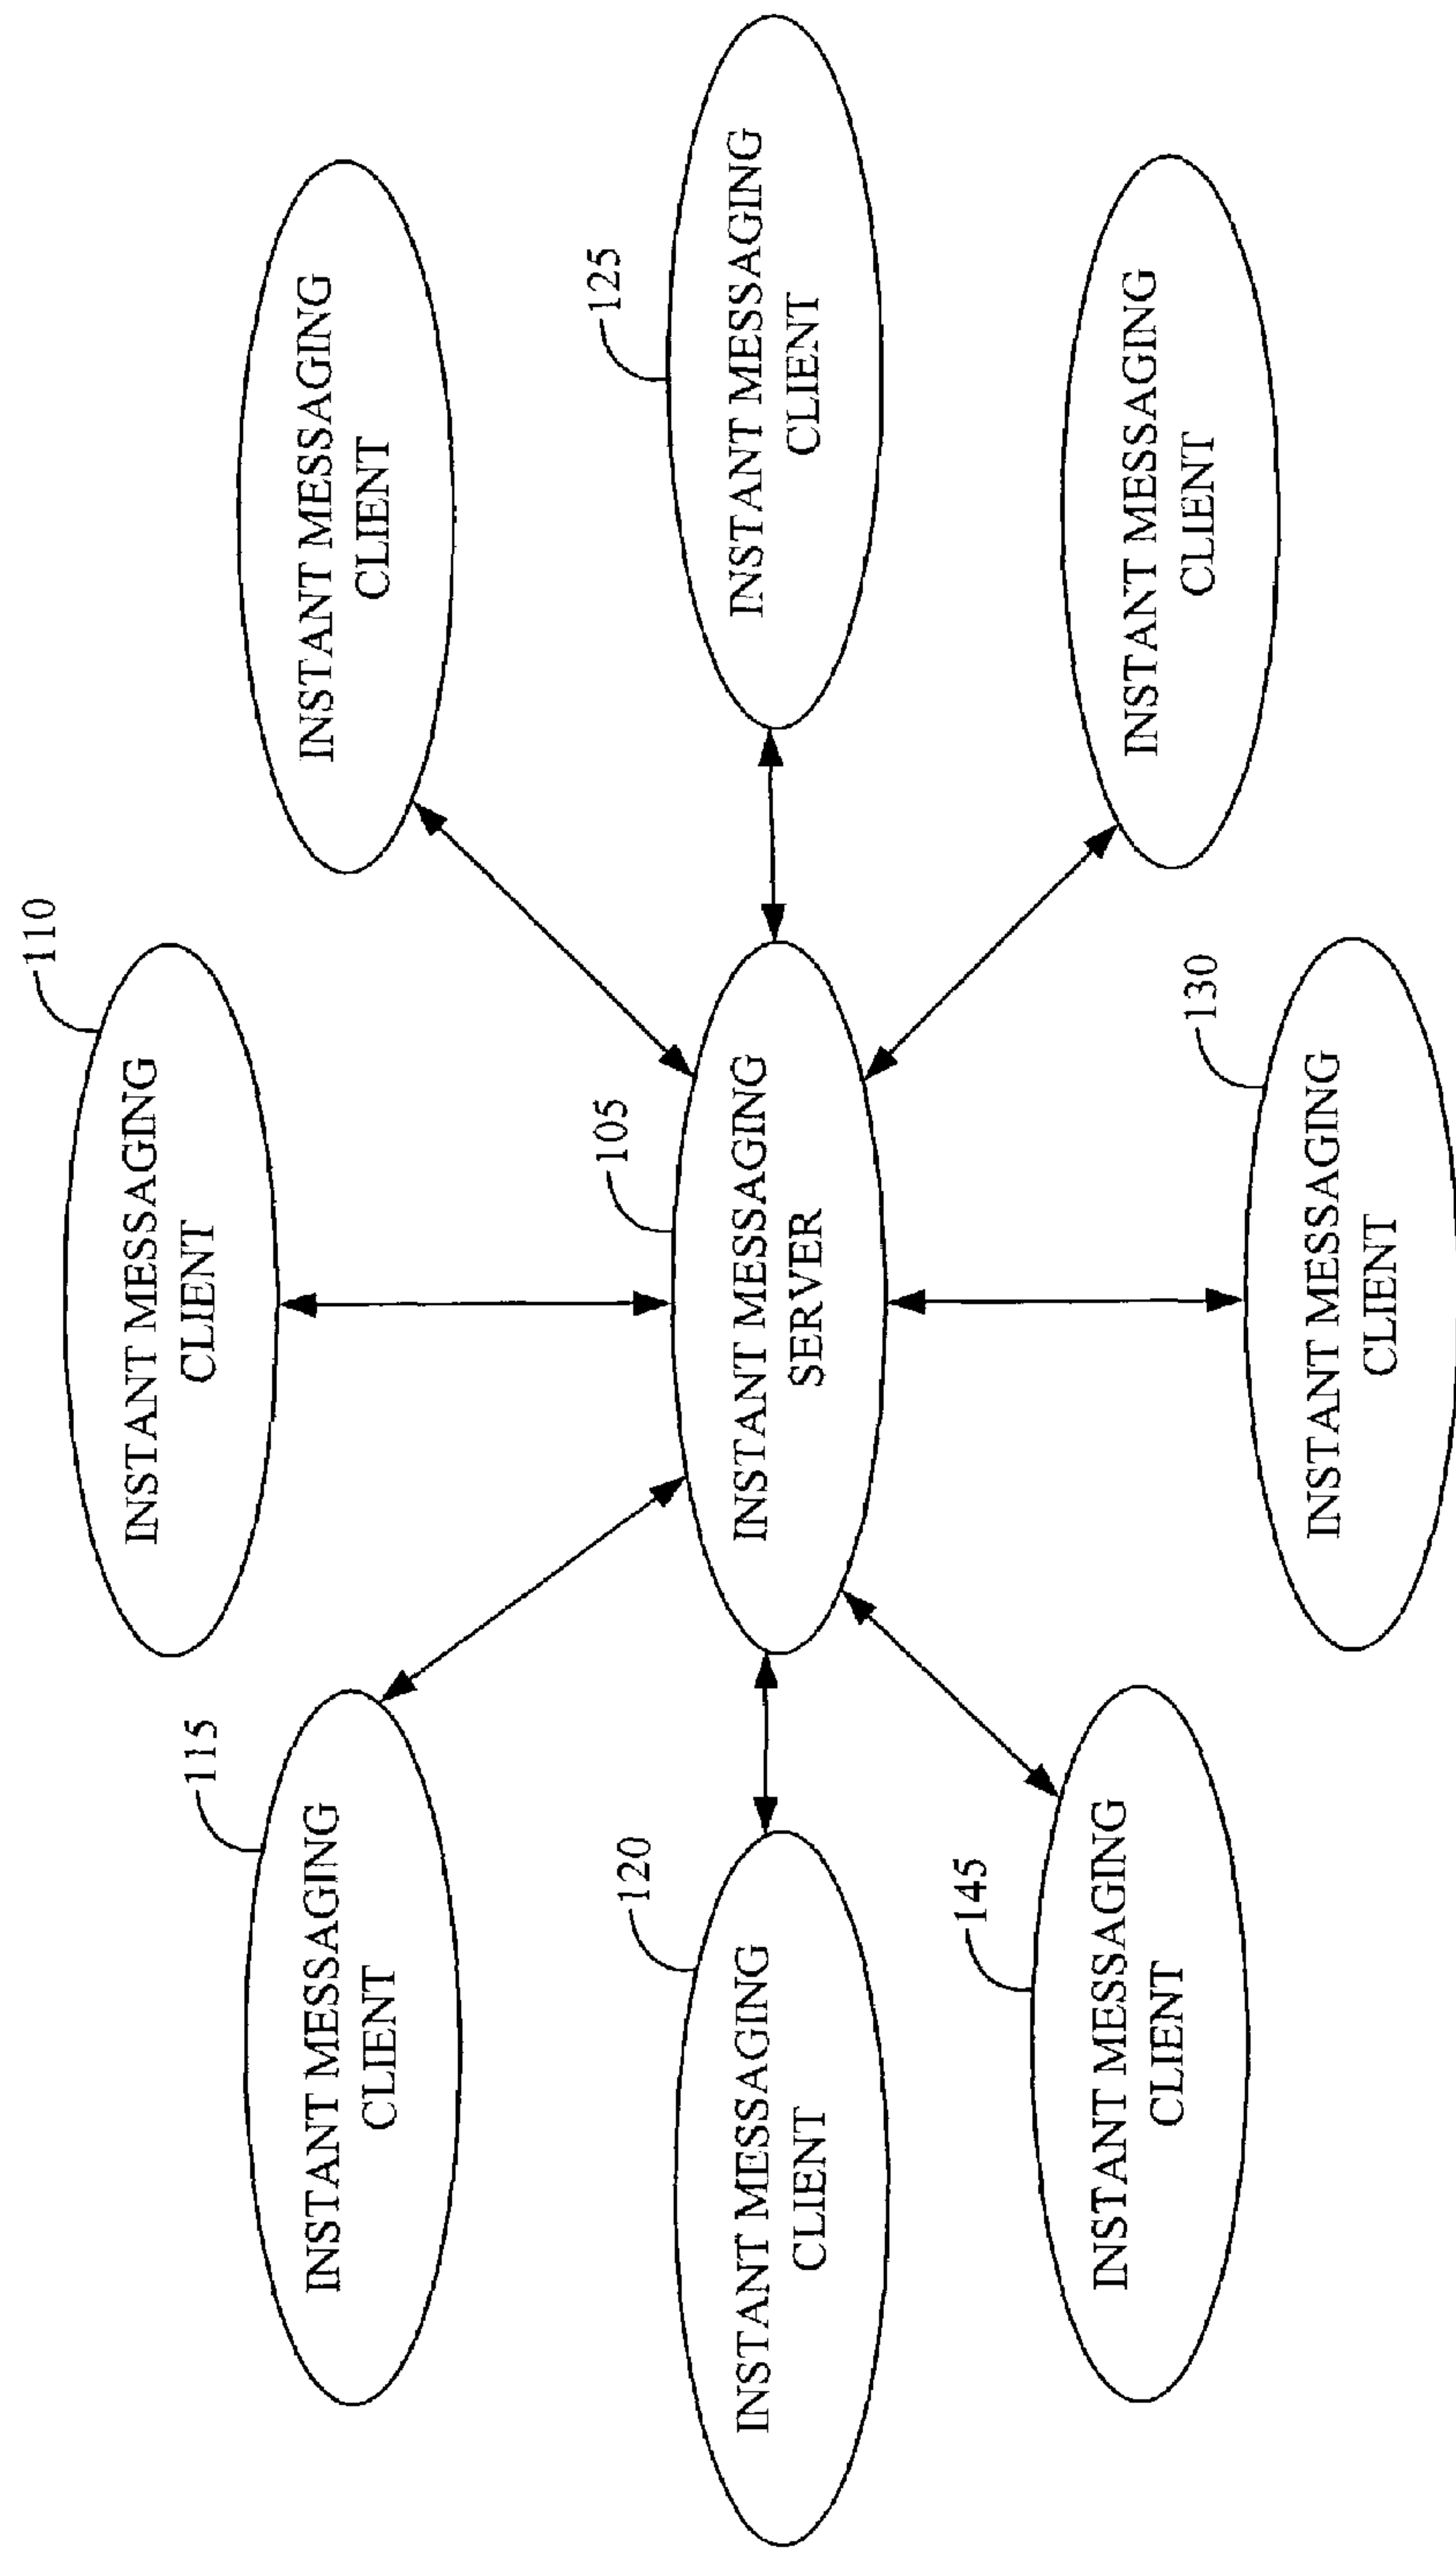 110
INSTANT MESSAGING
CLIENT
115
INSTANT MESSAGING
CLIENT
INSTANT MESSAGING
CLIENT
120
INSTANT MESSAGING
CLIENT
105
INSTANT MESSAGING
SERVER
125
INSTANT MESSAGING
CLIENT
145
INSTANT MESSAGING
CLIENT
130
INSTANT MESSAGING
CLIENT
INSTANT MESSAGING
CLIENT